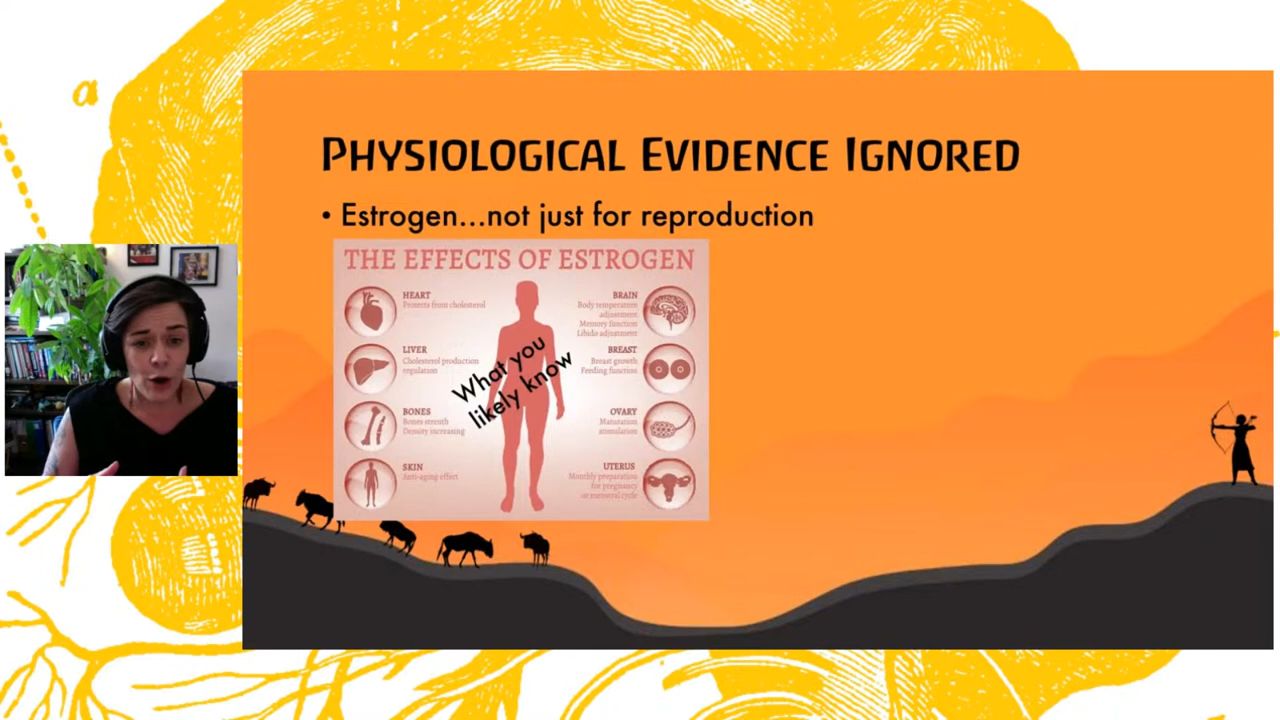 a
PHYSIOLOGICAL EVIDENCE IGNORED
• Estrogen...not just for reproduction
THE EFFECTS OF ESTROGEN
HEART
Protects from cholesterol
LIVER
Cholesterol production
regulation
BONES
Bones strenth
Density increasing
SKIN
Anti-aging effect
What you
likely know
BRAIN
Body temperature
adjustment
Memory function
Libido adjustment
BREAST
Breast growth
Feeding function
OVARY
Maturation
stimulation
UTERUS
Monthly preparation
for pregnancy
or menstrual cycle